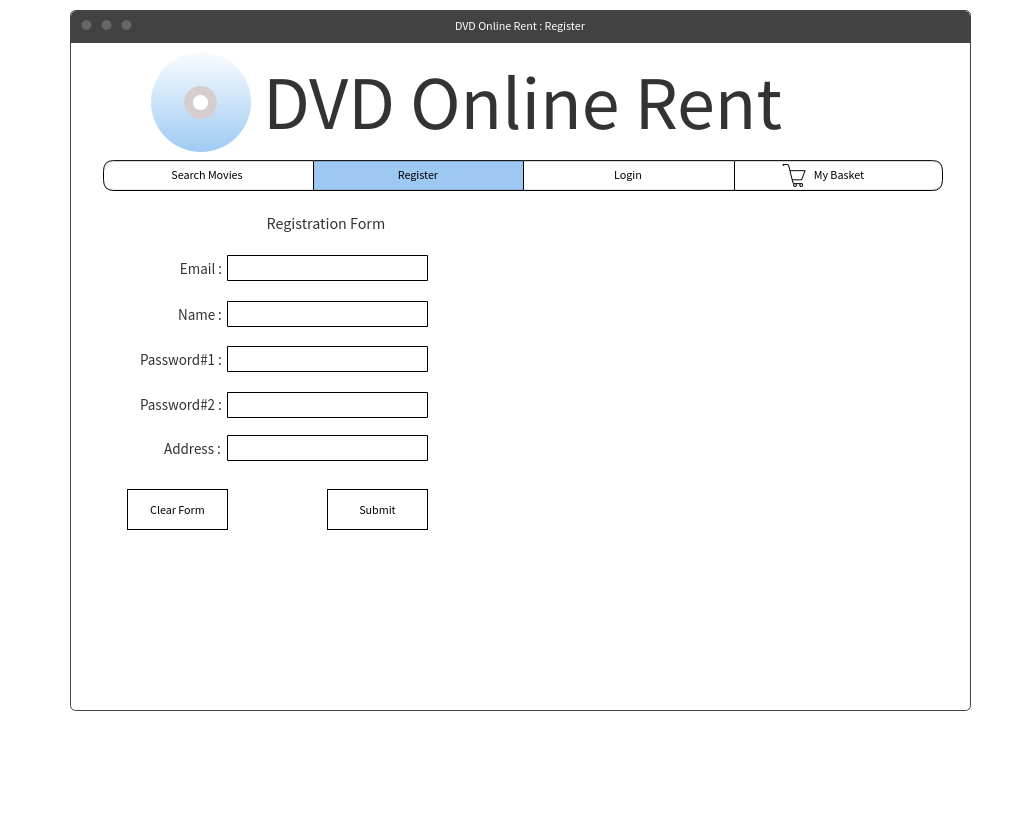 DVD Online Rent : Register
DVD Online Rent
Search Movies Register Login My Basket
Registration Form
Email :
Name :
Password#1 :
Password#2 :
Address :
Clear Form Submit